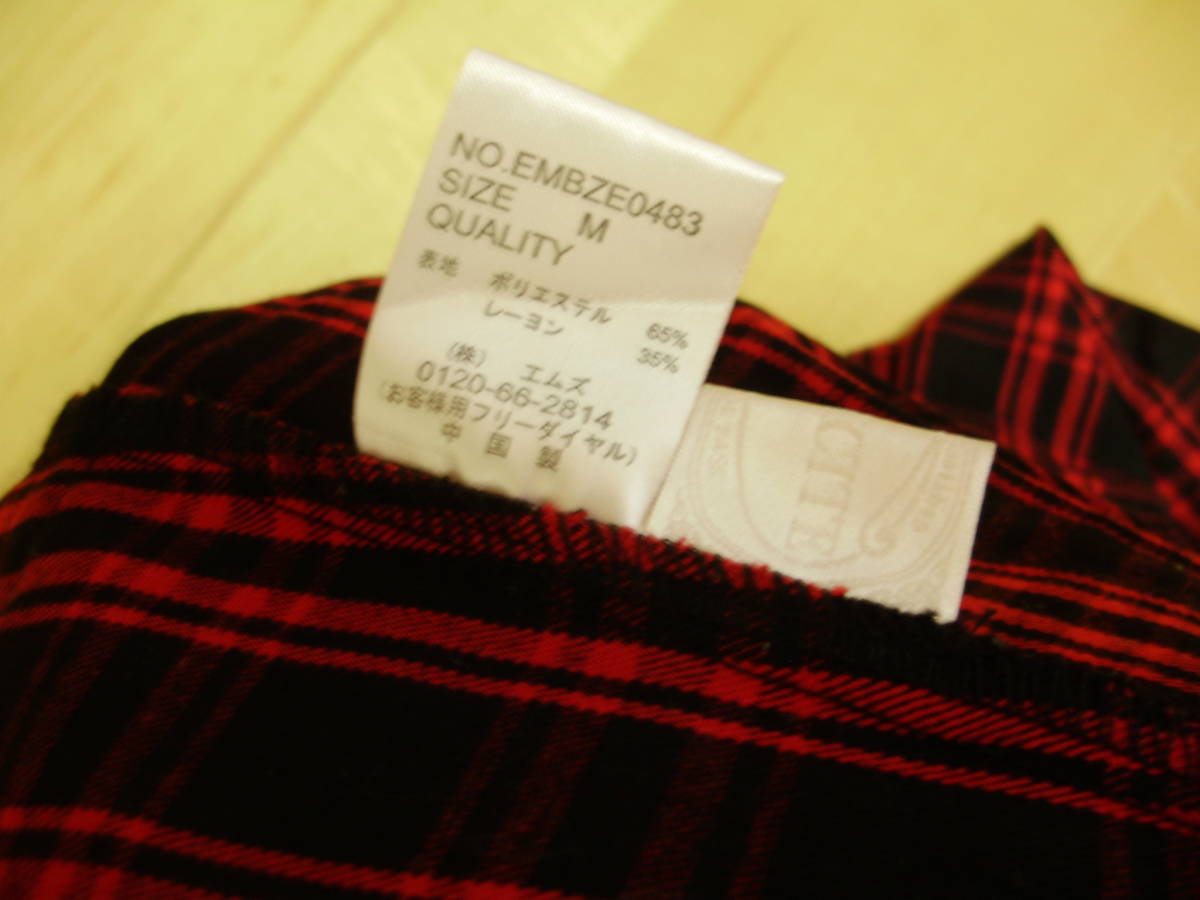 NO.EMBZE0483
SIZE M
QUALITY
表地 ポリエステル 65%
レーヨン 35%
(株) エムズ
0120-66-2814
(お客様用フリーダイヤル)
中国製
CITE